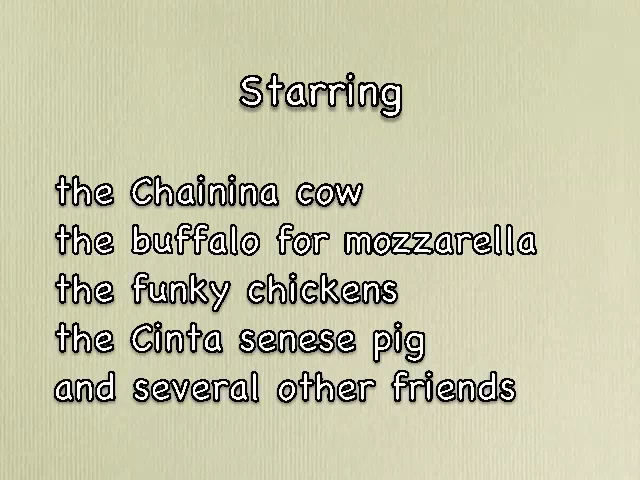 Starring
the Chainina cow
the buffalo for mozzarella
the funky chickens
the Cinta senese pig
and several other friends